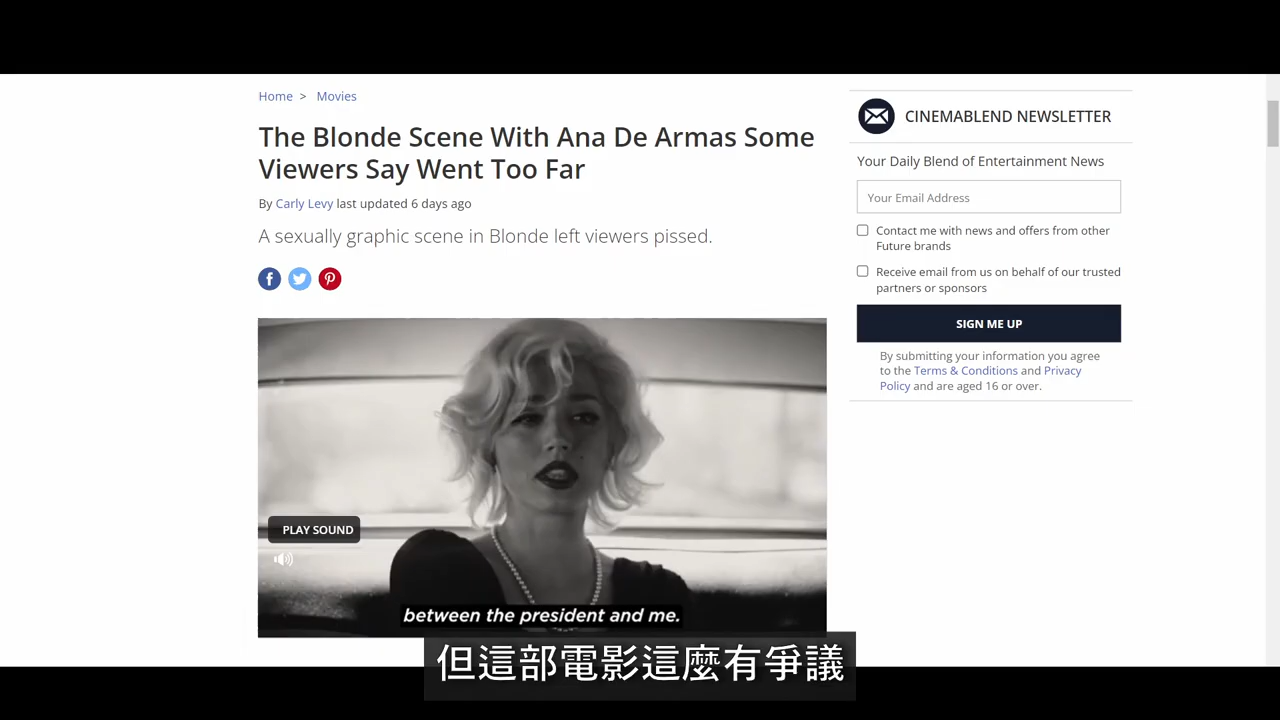 Home > Movies
The Blonde Scene With Ana De Armas Some
Viewers Say Went Too Far
By Carly Levy last updated 6 days ago
A sexually graphic scene in Blonde left viewers pissed.
PLAY SOUND
between the president and me.
CINEMABLEND NEWSLETTER
Your Daily Blend of Entertainment News
Your Email Address
Contact me with news and offers from other
Future brands
Receive email from us on behalf of our trusted
partners or sponsors
SIGN ME UP
By submitting your information you agree
to the Terms & Conditions and Privacy
Policy and are aged 16 or over.
但這部電影這麼有爭議